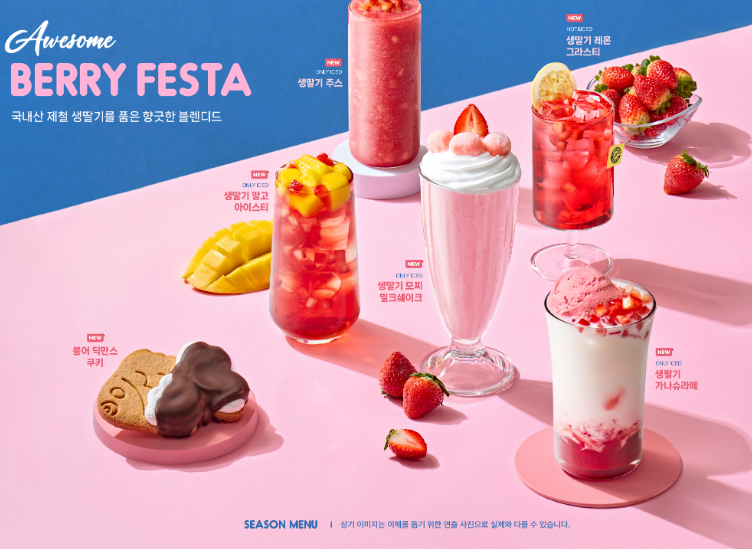 Awesome
BERRY FESTA
국내산 제철 생딸기를 품은 향긋한 블렌디드
NEW
ONLY ICED
생딸기 주스
NEW
HOT&ICED
생딸기 레몬
그라스티
NEW
ONLY ICED
생딸기 망고
아이스티
NEW
ONLY ICED
생딸기 모찌
밀크쉐이크
NEW
붕어 딕만스
쿠키
NEW
ONLY ICED
생딸기
가나슈라떼
SEASON MENU | 상기 이미지는 이해를 돕기 위한 연출 사진으로 실제와 다를 수 있습니다.